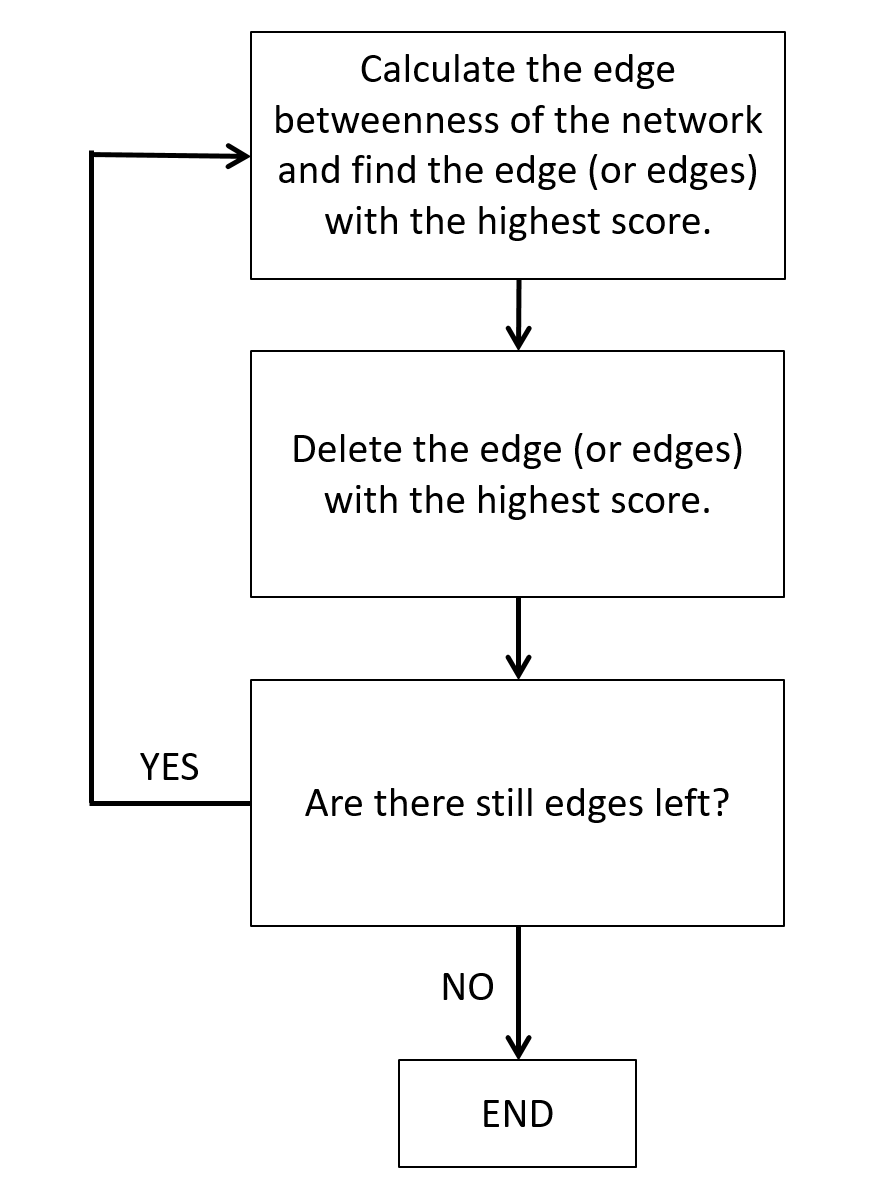 Calculate the edge
betweenness of the network
and find the edge (or edges)
with the highest score.
Delete the edge (or edges)
with the highest score.
YES
Are there still edges left?
NO
END